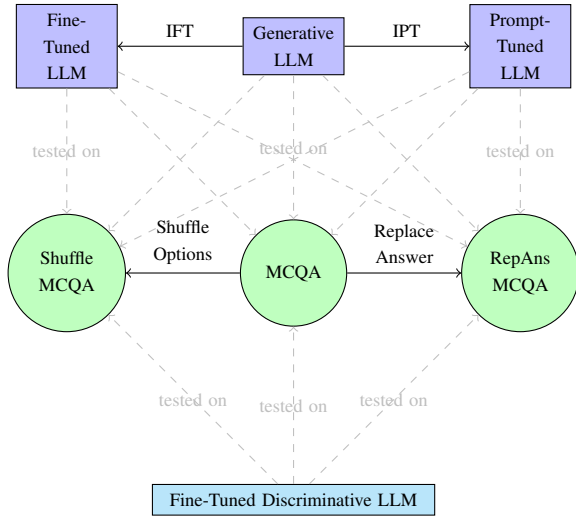 Fine-
Tuned
LLM
IFT
Generative
LLM
IPT
Prompt-
Tuned
LLM
tested on
tested on
tested on
Shuffle
MCQA
Shuffle
Options
MCQA
Replace
Answer
RepAns
MCQA
tested on
tested on
tested on
Fine-Tuned Discriminative LLM